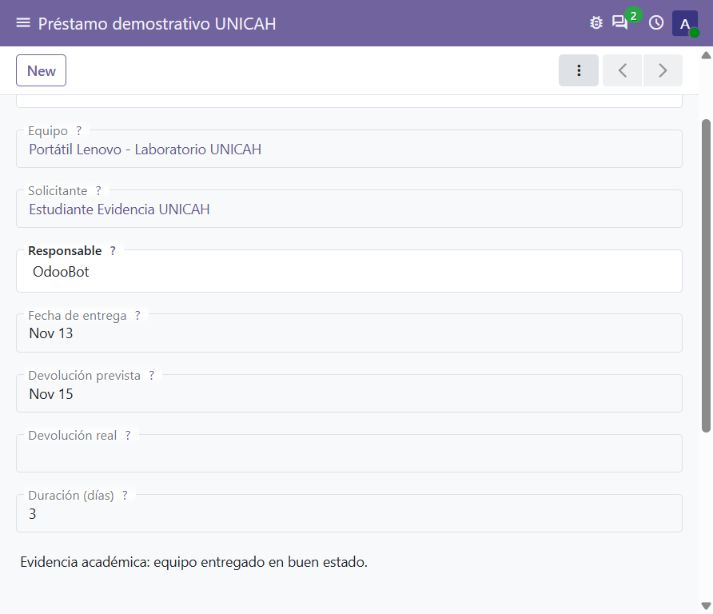 Préstamo demostrativo UNICAH
2
A
New
Equipo ?
Portátil Lenovo - Laboratorio UNICAH
Solicitante ?
Estudiante Evidencia UNICAH
Responsable ?
OdooBot
Fecha de entrega ?
Nov 13
Devolución prevista ?
Nov 15
Devolución real ?
Duración (días) ?
3
Evidencia académica: equipo entregado en buen estado.